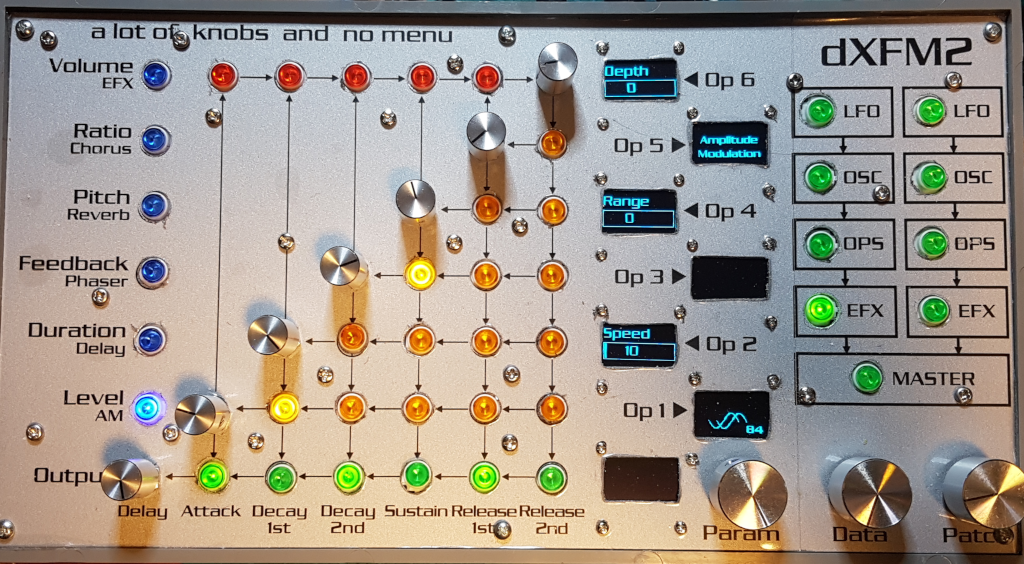 a lot of knobs and no menu
dXFM2
Volume
EFX
Depth
0
Op 6
LFO
LFO
Ratio
Chorus
Op 5
Amplitude
Modulation
OSC
OSC
Pitch
Reverb
Range
0
Op 4
OPS
OPS
Feedback
Phaser
Op 3
EFX
EFX
Duration
Delay
Speed
10
Op 2
MASTER
Level
AM
Op 1
84
Outpu
Delay
Attack
Decay
1st
Decay
2nd
Sustain
Release
1st
Release
2nd
Param
Data
Patc